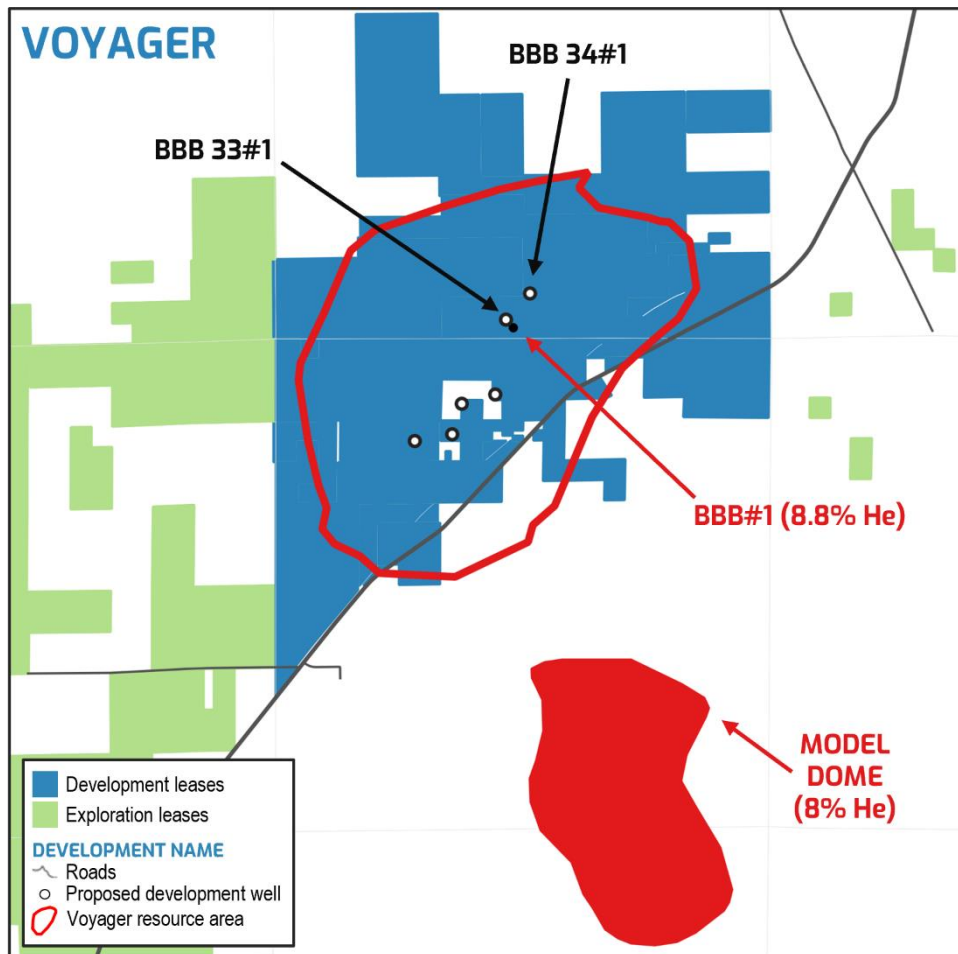 VOYAGER
BBB 34#1
BBB 33#1
BBB#1 (8.8% He)
MODEL
DOME
(8% He)
Development leases
Exploration leases
DEVELOPMENT NAME
Roads
Proposed development well
Voyager resource area